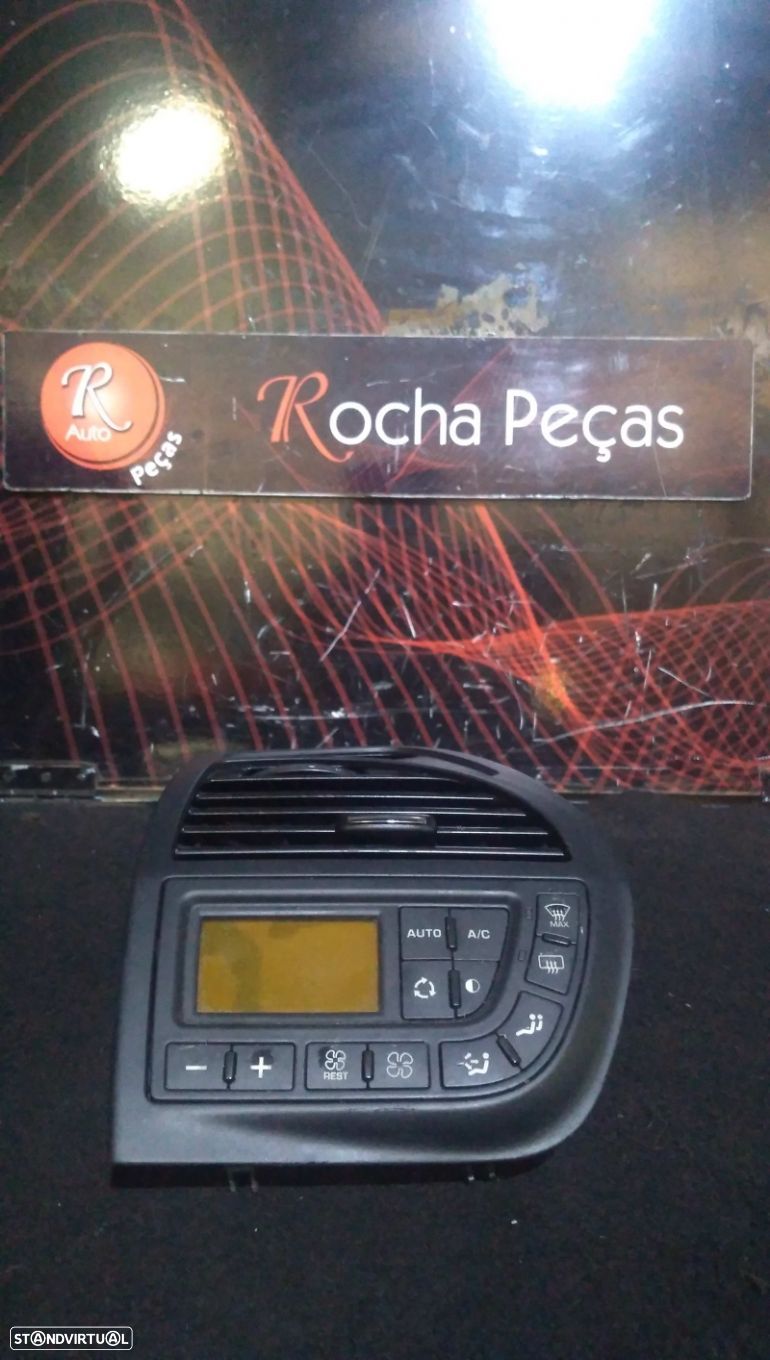 R
Auto
Peças
Rocha Peças
AUTO
A/C
MAX
REST
STANDVIRTUAL